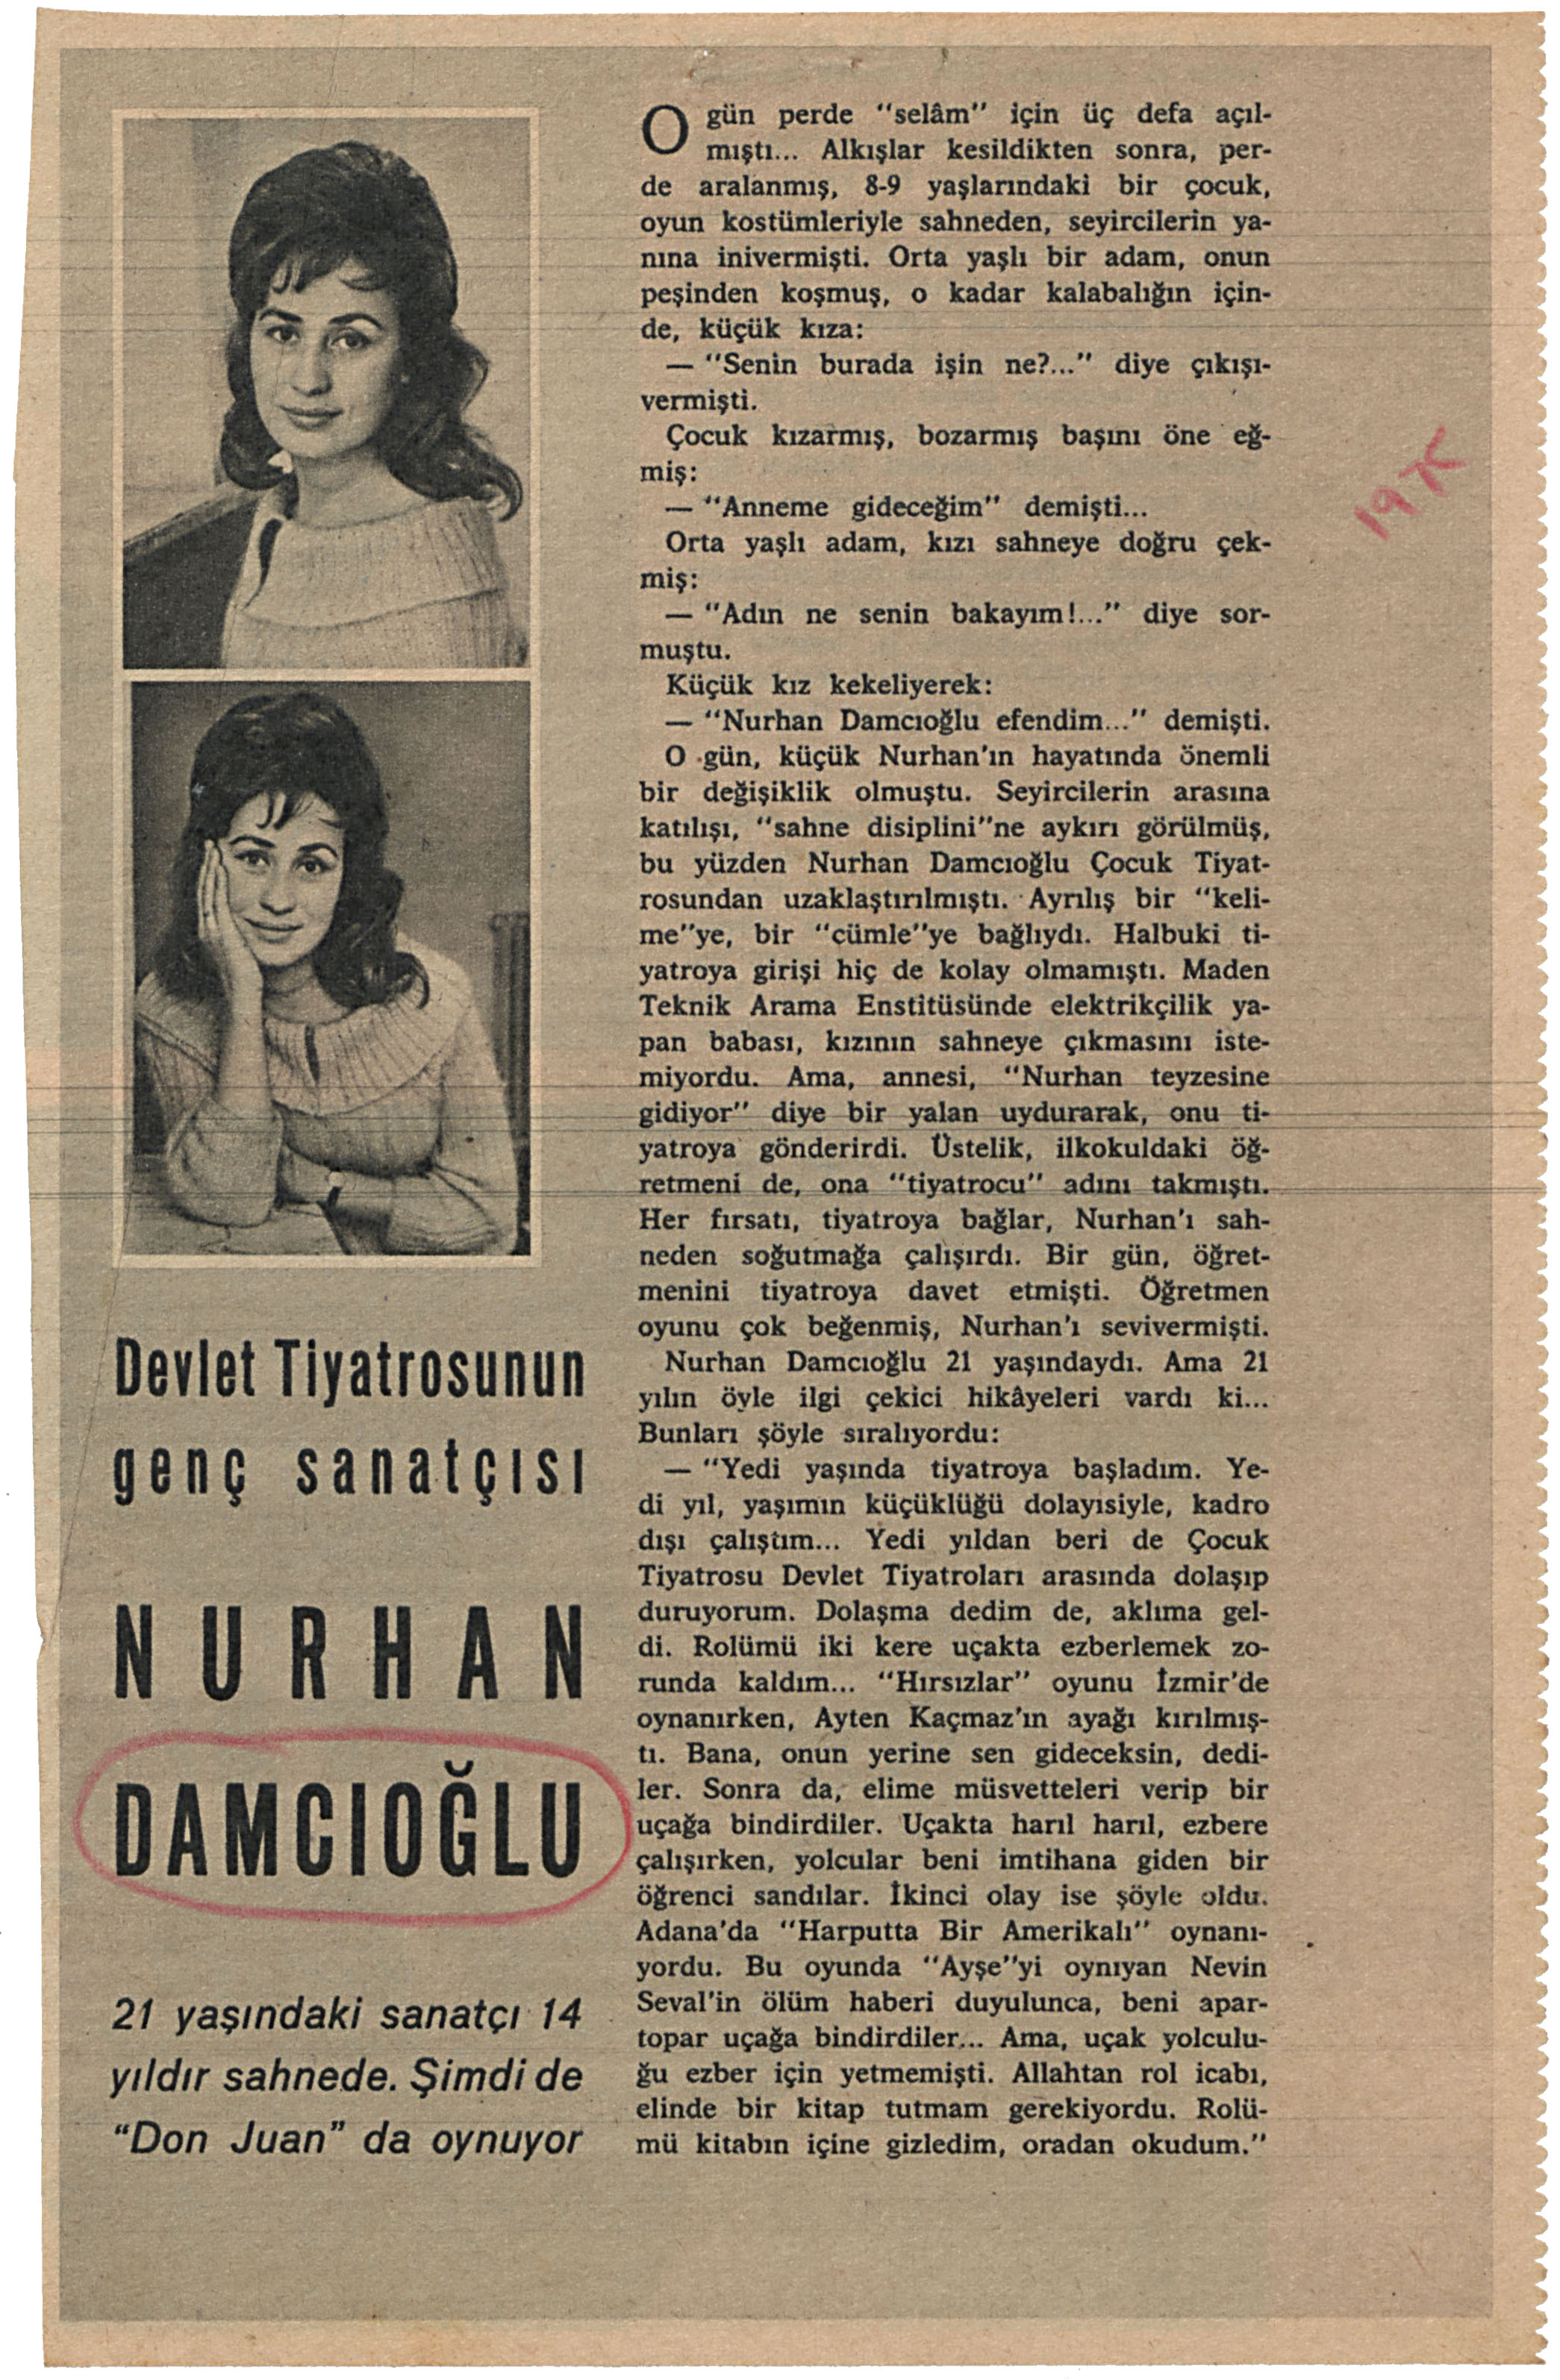 Devlet Tiyatrosunun
genç sanatçısı
NURHAN
DAMCIOĞLU
21 yaşındaki sanatçı 14
yıldır sahnede. Şimdi de
“Don Juan” da oynuyor
O gün perde “selâm” için üç defa açıl-
mıştı... Alkışlar kesildikten sonra, per-
de aralanmış, 8-9 yaşlarındaki bir çocuk,
oyun kostümleriyle sahneden, seyircilerin ya-
nına inivermişti. Orta yaşlı bir adam, onun
peşinden koşmuş, o kadar kalabalığın için-
de, küçük kıza:
— “Senin burada işin ne?...” diye çıkışı-
vermişti.
Çocuk kızarmış, bozarmış başını öne eğ-
miş:
— “Anneme gideceğim” demişti...
Orta yaşlı adam, kızı sahneye doğru çek-
miş:
— “Adın ne senin bakayım!...” diye sor-
muştu.
Küçük kız kekeliyerek:
— “Nurhan Damcıoğlu efendim...” demişti.
O gün, küçük Nurhan'ın hayatında önemli
bir değişiklik olmuştu. Seyircilerin arasına
katılışı, “sahne disiplini”ne aykırı görülmüş,
bu yüzden Nurhan Damcıoğlu Çocuk Tiyat-
rosundan uzaklaştırılmıştı. Ayrılış bir “keli-
me”ye, bir “cümle”ye bağlıydı. Halbuki ti-
yatroya girişi hiç de kolay olmamıştı. Maden
Teknik Arama Enstitüsünde elektrikçilik ya-
pan babası, kızının sahneye çıkmasını iste-
miyordu. Ama, annesi, “Nurhan teyzesine
gidiyor” diye bir yalan uydurarak, onu ti-
yatroya gönderirdi. Üstelik, ilkokuldaki öğ-
retmeni de, ona “tiyatrocu” adını takmıştı.
Her fırsatı, tiyatroya bağlar, Nurhan'ı sah-
neden soğutmağa çalışırdı. Bir gün, öğret-
menini tiyatroya davet etmişti. Öğretmen
oyunu çok beğenmiş, Nurhan'ı sevivermişti.
Nurhan Damcıoğlu 21 yaşındaydı. Ama 21
yılın öyle ilgi çekici hikâyeleri vardı ki...
Bunları şöyle sıralıyordu:
— “Yedi yaşında tiyatroya başladım. Ye-
di yıl, yaşımın küçüklüğü dolayısiyle, kadro
dışı çalıştım... Yedi yıldan beri de Çocuk
Tiyatrosu Devlet Tiyatroları arasında dolaşıp
duruyorum. Dolaşma dedim de, aklıma gel-
di. Rolümü iki kere uçakta ezberlemek zo-
runda kaldım... “Hırsızlar” oyunu İzmir'de
oynanırken, Ayten Kaçmaz'ın ayağı kırılmış-
tı. Bana, onun yerine sen gideceksin, dedi-
ler. Sonra da, elime müsvetteleri verip bir
uçağa bindirdiler. Uçakta harıl harıl, ezbere
çalışırken, yolcular beni imtihana giden bir
öğrenci sandılar. İkinci olay ise şöyle oldu.
Adana'da “Harputta Bir Amerikalı” oynanı-
yordu. Bu oyunda “Ayşe”yi oynıyan Nevin
Seval'in ölüm haberi duyulunca, beni apar-
topar uçağa bindirdiler... Ama, uçak yolculu-
ğu ezber için yetmemişti. Allahtan rol icabı,
elinde bir kitap tutmam gerekiyordu. Rolü-
mü kitabın içine gizledim, oradan okudum.”
19